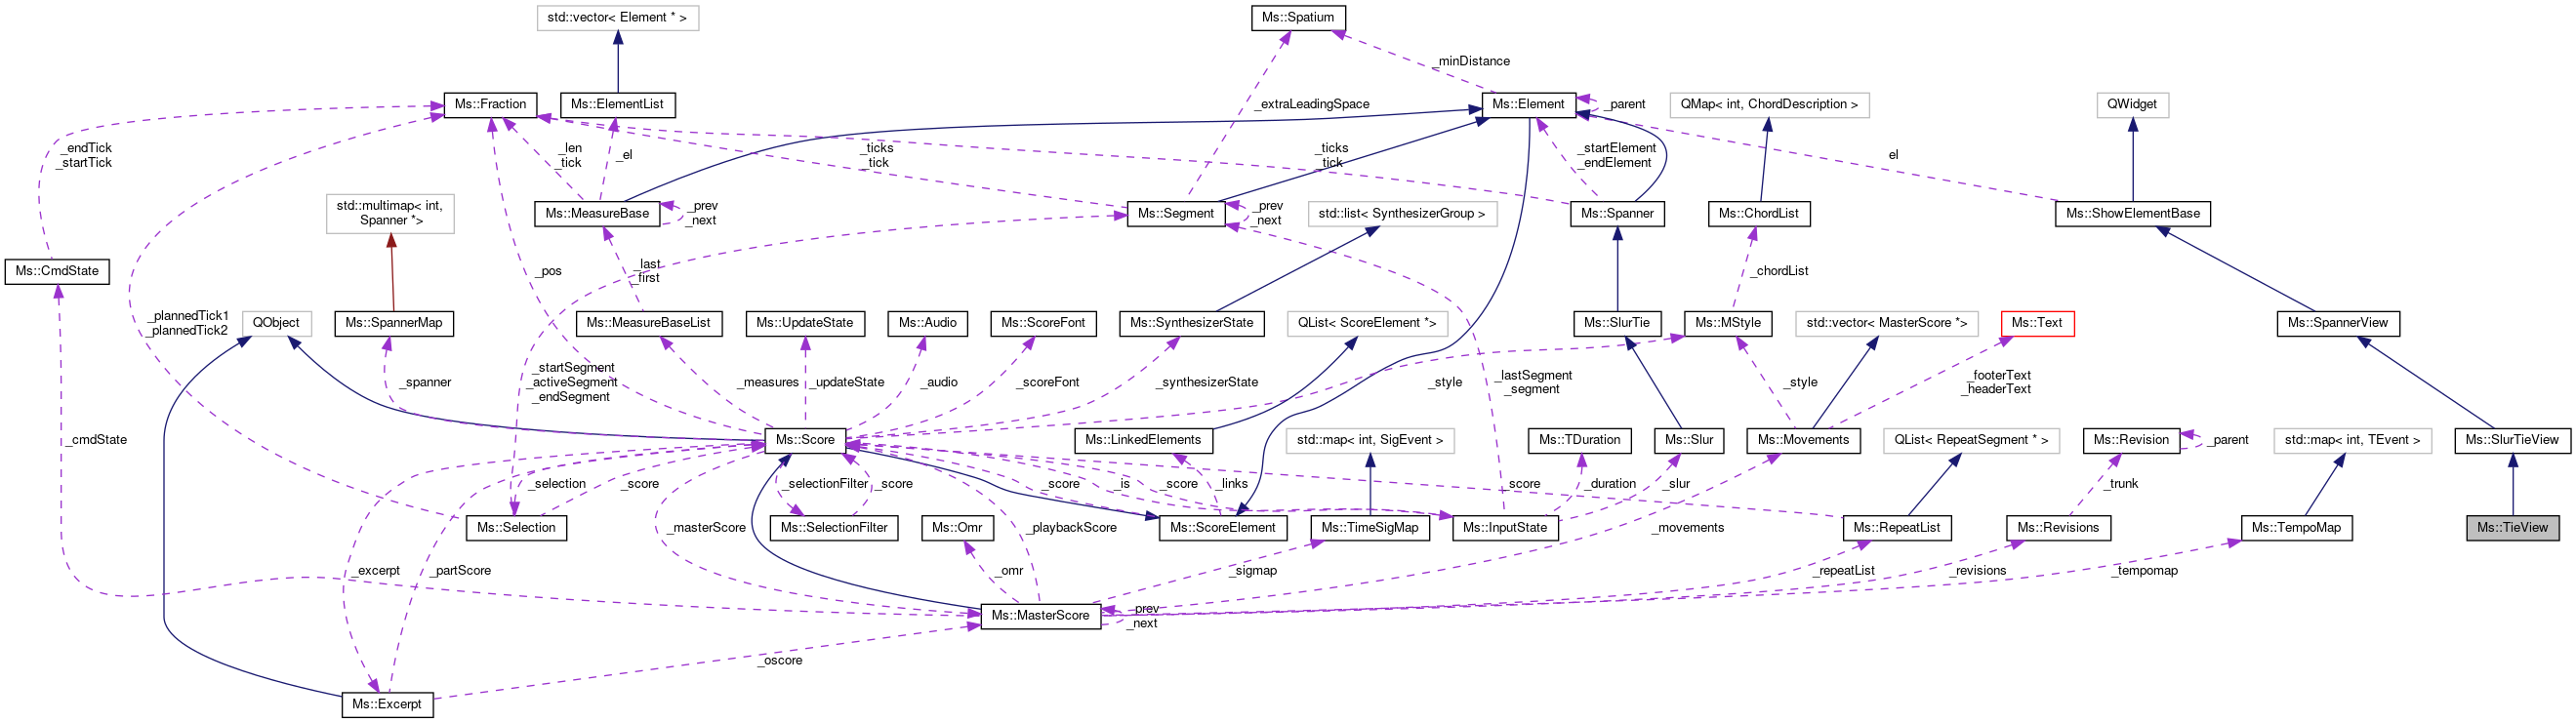 std::vector< Element * >
Ms::Spatium
_minDistance
Ms::Fraction
Ms::ElementList
_extraLeadingSpace
Ms::Element
_parent
QMap< int, ChordDescription >
QWidget
_endTick
_startTick
_len
_tick
_el
_ticks
_tick
_ticks
_tick
_startElement
_endElement
el
std::multimap< int,
Spanner *>
Ms::MeasureBase
_prev
_next
Ms::Segment
_prev
_next
std::list< SynthesizerGroup >
Ms::Spanner
Ms::ChordList
Ms::ShowElementBase
Ms::CmdState
_pos
_last
_first
_chordList
_plannedTick1
_plannedTick2
QObject
Ms::SpannerMap
Ms::MeasureBaseList
Ms::UpdateState
Ms::Audio
Ms::ScoreFont
Ms::SynthesizerState
QList< ScoreElement *>
Ms::SlurTie
Ms::MStyle
std::vector< MasterScore *>
Ms::Text
Ms::SpannerView
_spanner
_startSegment
_activeSegment
_endSegment
_measures
_updateState
_audio
_scoreFont
_synthesizerState
_style
_lastSegment
_segment
_style
_footerText
_headerText
_cmdState
Ms::Score
Ms::LinkedElements
std::map< int, SigEvent >
Ms::TDuration
Ms::Slur
Ms::Movements
QList< RepeatSegment * >
Ms::Revision
_parent
std::map< int, TEvent >
Ms::SlurTieView
_selection
_score
_selectionFilter
_score
_score
_is
_score
_links
_score
_duration
_slur
_trunk
Ms::Selection
_masterScore
Ms::SelectionFilter
Ms::Omr
_playbackScore
Ms::ScoreElement
Ms::TimeSigMap
Ms::InputState
_movements
Ms::RepeatList
Ms::Revisions
Ms::TempoMap
Ms::TieView
_excerpt
_partScore
_omr
_sigmap
_repeatList
_revisions
_tempomap
Ms::MasterScore
_prev
_next
_oscore
Ms::Excerpt